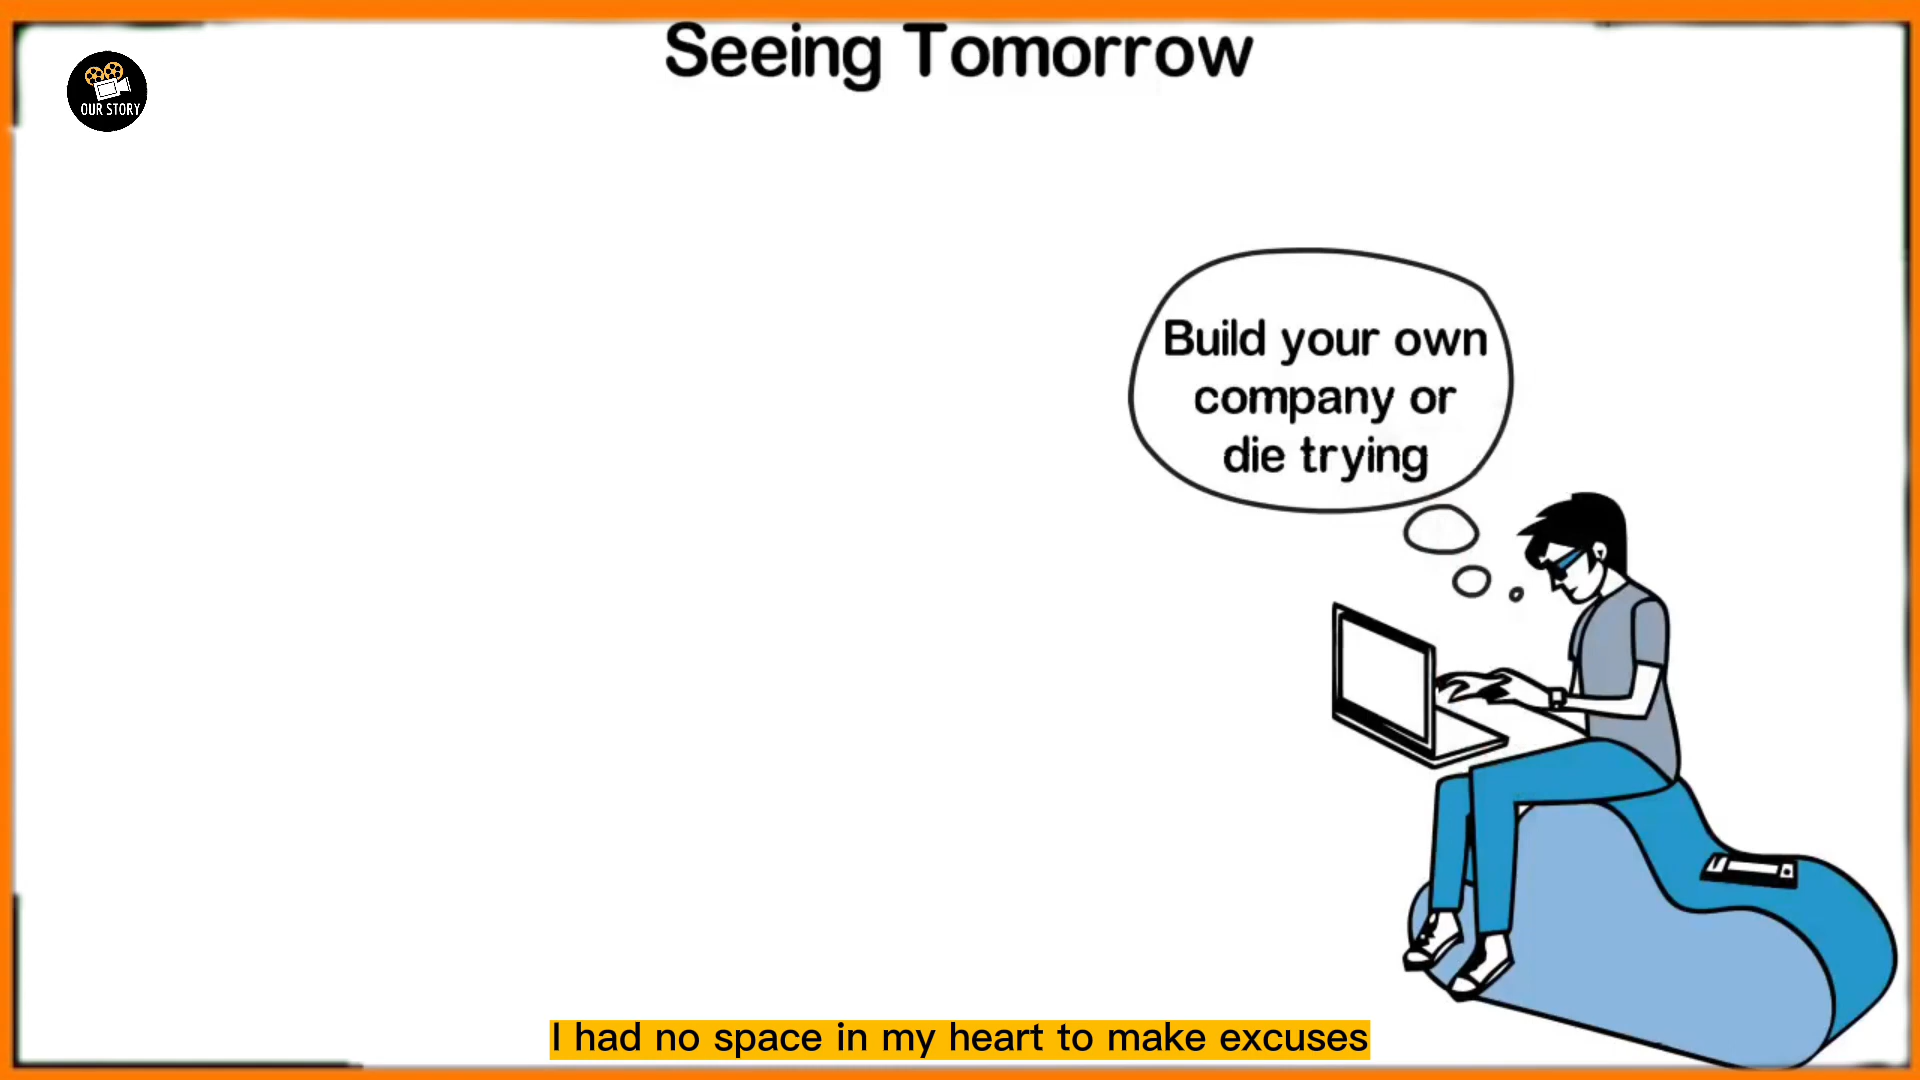 Seeing Tomorrow
OUR STORY
Build your own
company or
die trying
I had no space in my heart to make excuses